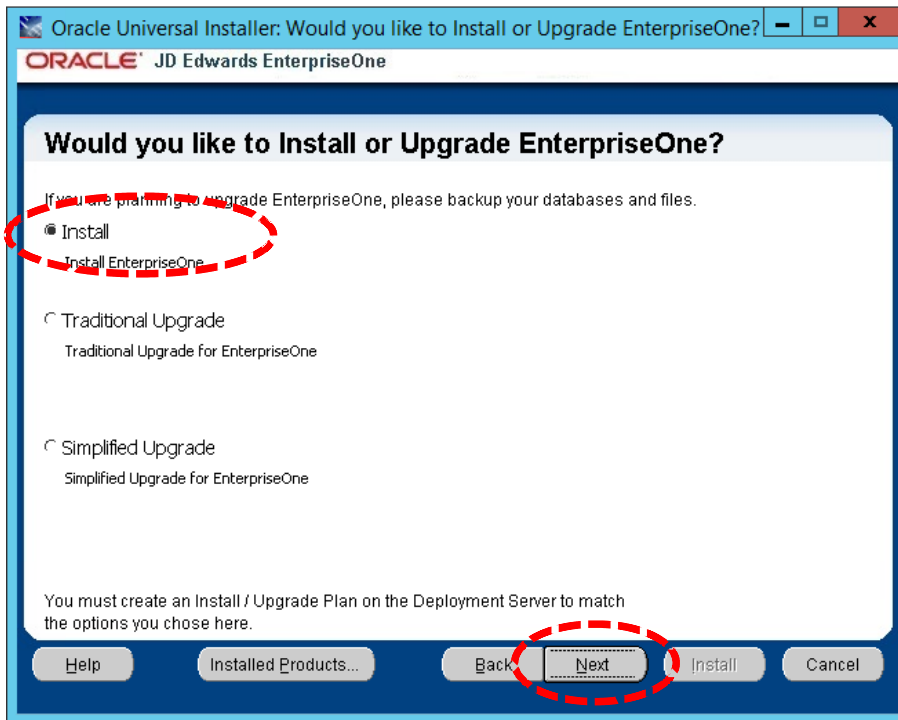 Oracle Universal Installer: Would you like to Install or Upgrade EnterpriseOne?
ORACLE JD Edwards EnterpriseOne
Would you like to Install or Upgrade EnterpriseOne?
If you are planning to upgrade EnterpriseOne, please backup your databases and files.
Install
Install EnterpriseOne
Traditional Upgrade
Traditional Upgrade for EnterpriseOne
Simplified Upgrade
Simplified Upgrade for EnterpriseOne
You must create an Install / Upgrade Plan on the Deployment Server to match
the options you chose here.
Help Installed Products... Back Next Install Cancel